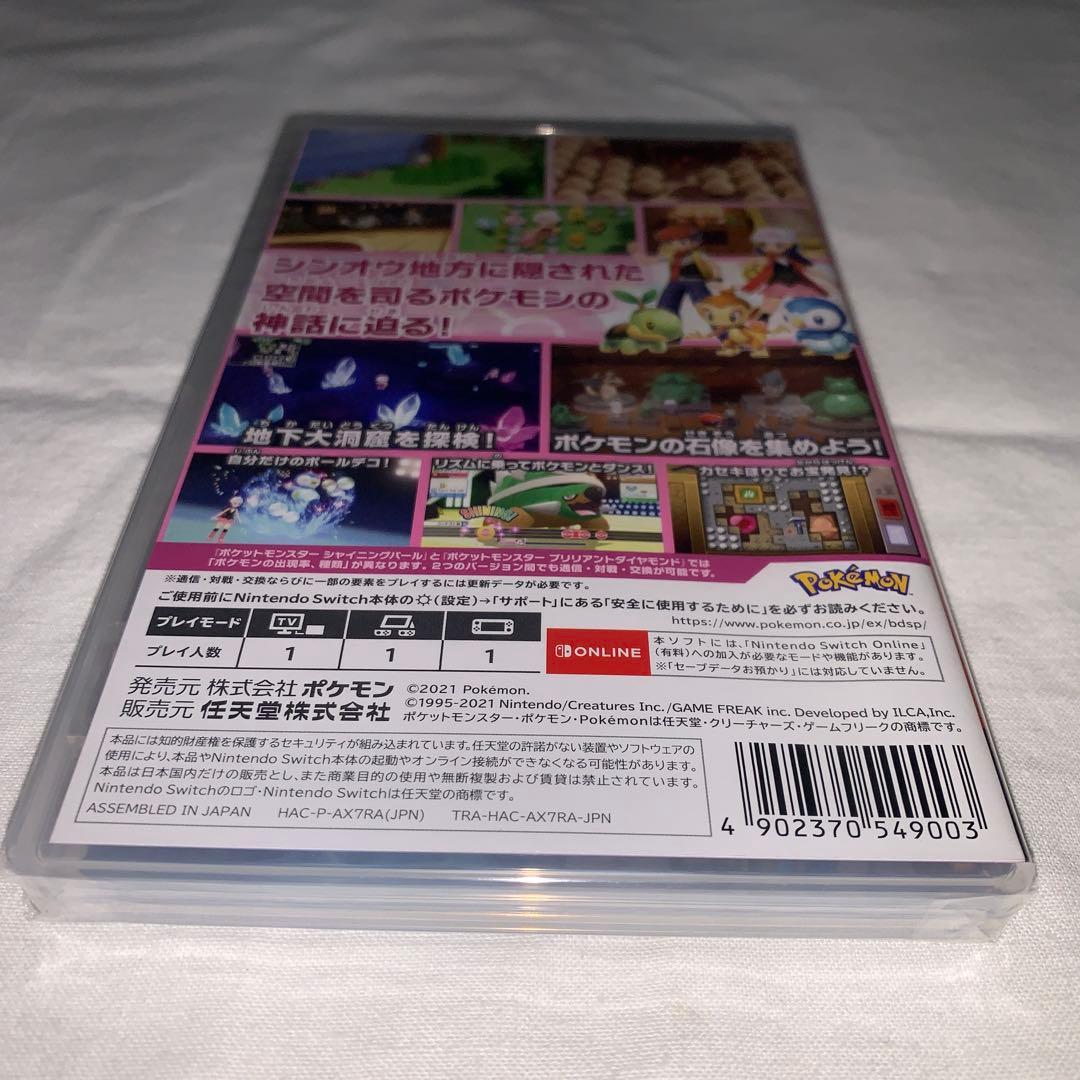 シンオウ地方に隠された
空間を司るポケモンの
神話に迫る!
ちかだいどうくつ たんけん
地下大洞窟を探検!
せきぞう あつ
ポケモンの石像を集めよう!
じぶん
自分だけのボールデコ!
リズムに乗ってポケモンとダンス!
カセキほりでお宝発見!?
『ポケットモンスター シャイニングパール』と『ポケットモンスター ブリリアントダイヤモンド』では
「ポケモンの出現率、種類」が異なります。2つのバージョン間でも通信・対戦・交換が可能です。
POKéMON
※通信・対戦・交換ならびに一部の要素をプレイするには更新データが必要です。
ご使用前にNintendo Switch本体の(設定)→「サポート」にある「安全に使用するために」を必ずお読みください。
https://www.pokemon.co.jp/ex/bdsp/
プレイモード TV
プレイ人数 1 1 1
ONLINE
本ソフトには、「Nintendo Switch Online」
(有料)への加入が必要なモードや機能があります。
※「セーブデータお預かり」には対応していません。
発売元 株式会社 ポケモン
販売元 任天堂株式会社
©2021 Pokémon.
©1995-2021 Nintendo/Creatures Inc./GAME FREAK inc. Developed by ILCA,Inc.
ポケットモンスター・ポケモン・Pokémonは任天堂・クリーチャーズ・ゲームフリークの商標です。
本品には知的財産権を保護するセキュリティが組み込まれています。任天堂の許諾がない装置やソフトウェアの
使用により、本品やNintendo Switch本体の起動やオンライン接続ができなくなる可能性があります。
本品は日本国内だけの販売とし、また商業目的の使用や無断複製および賃貸は禁止されています。
Nintendo Switchのロゴ・Nintendo Switchは任天堂の商標です。
ASSEMBLED IN JAPAN HAC-P-AX7RA(JPN) TRA-HAC-AX7RA-JPN
4 902370 549003